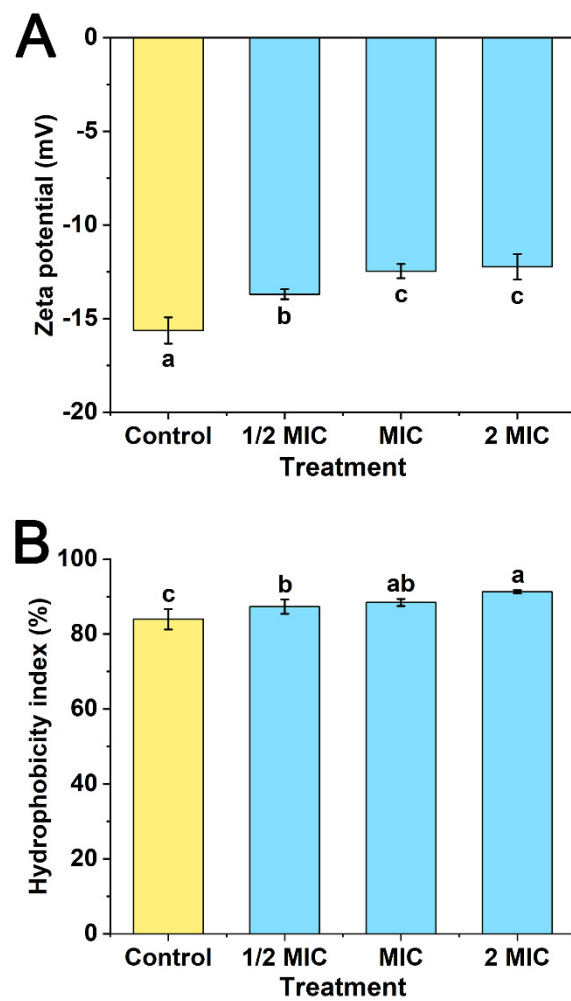 A
0
-5
-10
-15
-20
Zeta potential (mV)
a
b
c
c
Control 1/2 MIC MIC 2 MIC
Treatment
B
100
80
60
40
20
0
Hydrophobicity index (%)
c
b
ab
a
Control 1/2 MIC MIC 2 MIC
Treatment